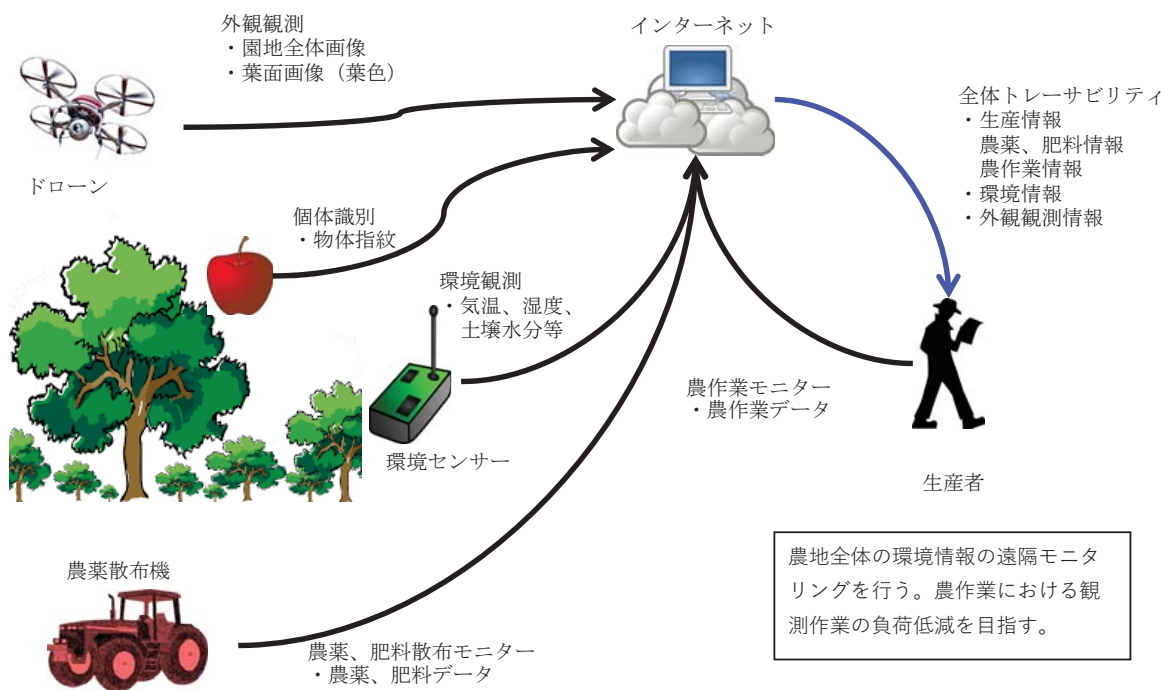 外観観測
・園地全体画像
・葉面画像（葉色）
インターネット
全体トレーサビリティ
・生産情報
農薬、肥料情報
農作業情報
・環境情報
・外観観測情報
ドローン
個体識別
・物体指紋
環境観測
・気温、湿度、
土壌水分等
農作業モニター
・農作業データ
環境センサー
生産者
農薬散布機
農薬、肥料散布モニター
・農薬、肥料データ
農地全体の環境情報の遠隔モニタ
リングを行う。農作業における観
測作業の負荷低減を目指す。